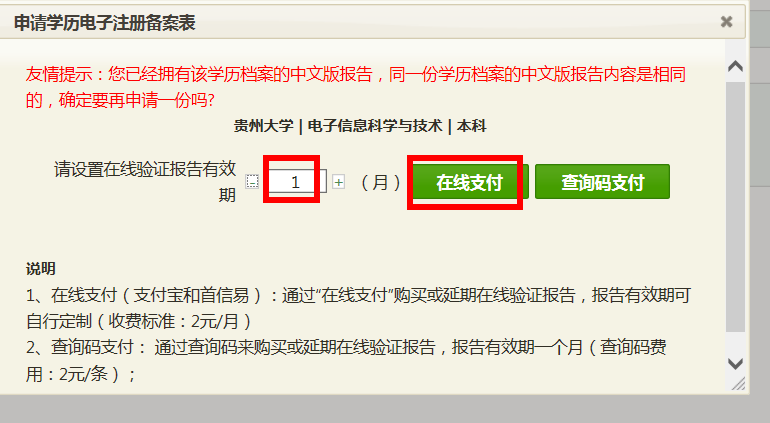 申请学历电子注册备案表
友情提示：您已经拥有该学历档案的中文版报告，同一份学历档案的中文版报告内容是相同
的，确定要再申请一份吗?
贵州大学 | 电子信息科学与技术 | 本科
请设置在线验证报告有效
期 1 （月） 在线支付 查询码支付
说明
1、在线支付（支付宝和首信易）：通过“在线支付”购买或延期在线验证报告，报告有效期可
自行定制（收费标准：2元/月）
2、查询码支付： 通过查询码来购买或延期在线验证报告，报告有效期一个月（查询码费
用：2元/条）；